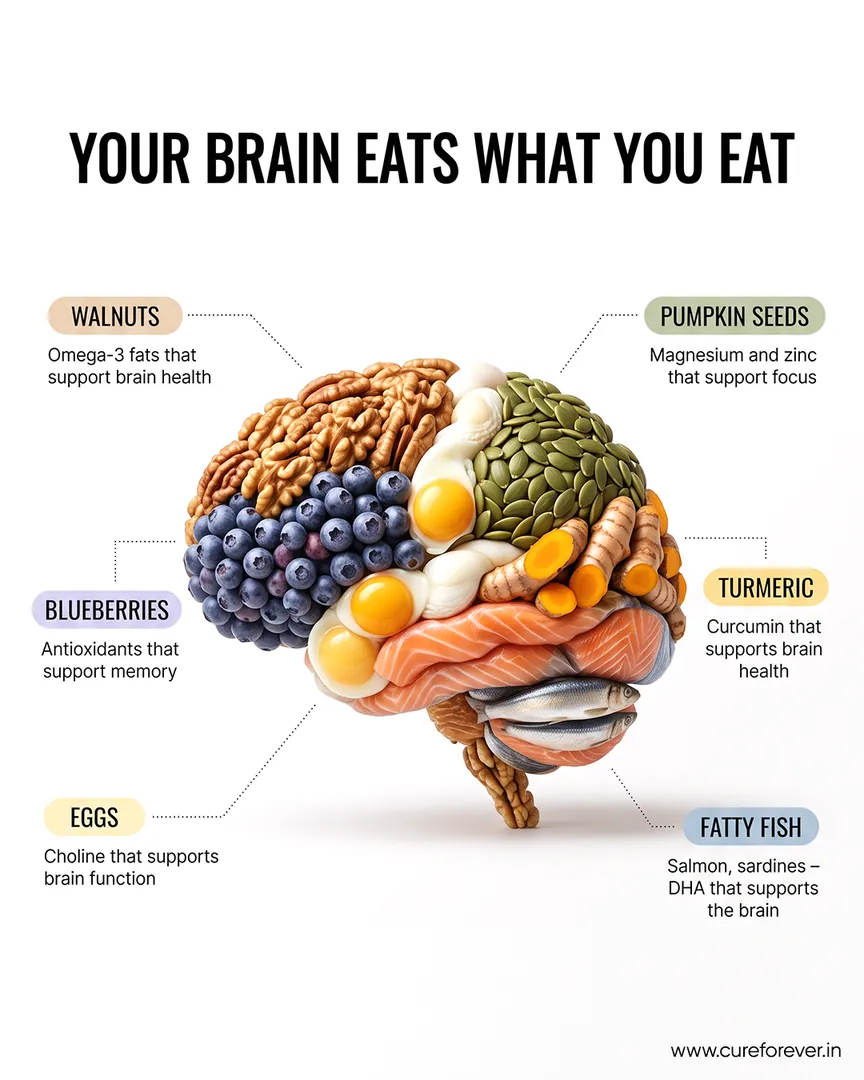 YOUR BRAIN EATS WHAT YOU EAT
WALNUTS
Omega-3 fats that
support brain health
PUMPKIN SEEDS
Magnesium and zinc
that support focus
BLUEBERRIES
Antioxidants that
support memory
TURMERIC
Curcumin that
supports brain
health
EGGS
Choline that supports
brain function
FATTY FISH
Salmon, sardines –
DHA that supports
the brain
www.cureforever.in